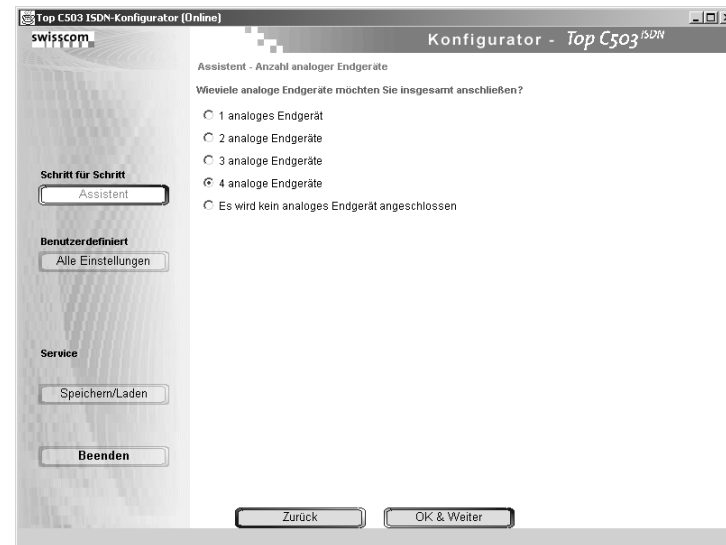 Top C503 ISDN-Konfigurator (Online)
swisscom
Konfigurator - Top C503 ISDN
Assistent - Anzahl analoger Endgeräte
Wieviele analoge Endgeräte möchten Sie insgesamt anschließen?
1 analoges Endgerät
2 analoge Endgeräte
3 analoge Endgeräte
4 analoge Endgeräte
Es wird kein analoges Endgerät angeschlossen
Schritt für Schritt
Assistent
Benutzerdefiniert
Alle Einstellungen
Service
Speichern/Laden
Beenden
Zurück
OK & Weiter